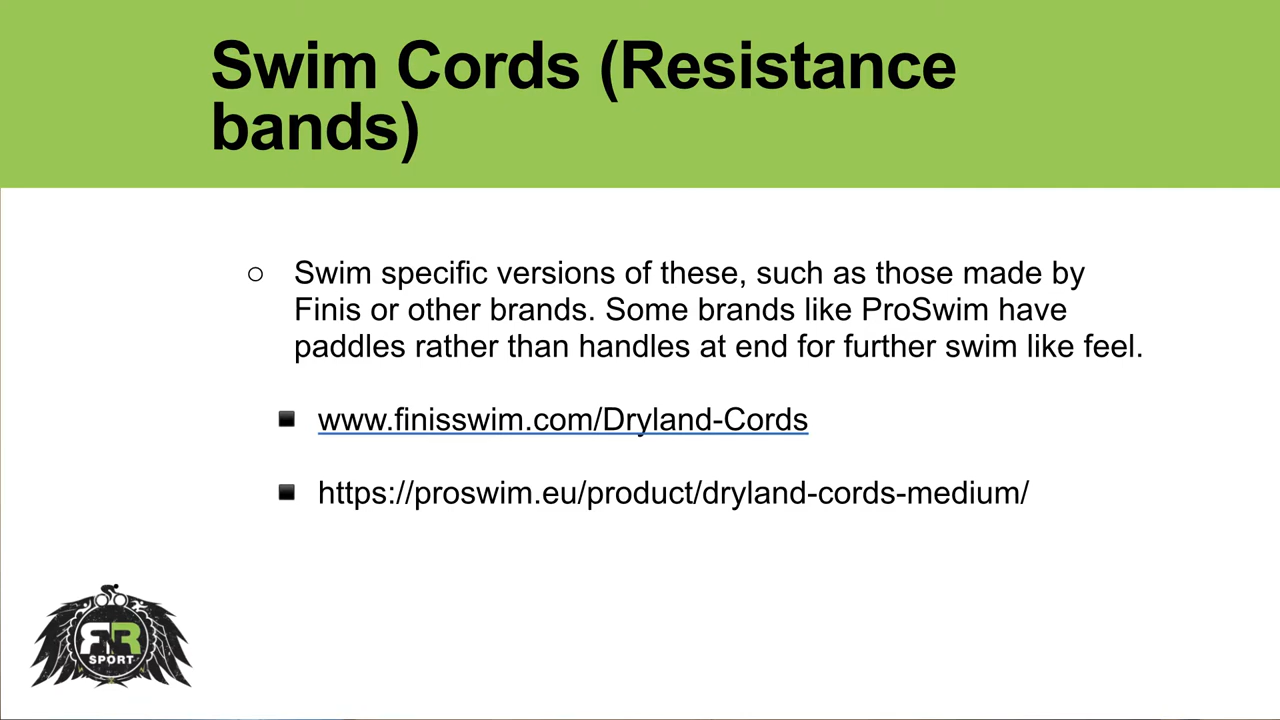 Swim Cords (Resistance
bands)
○ Swim specific versions of these, such as those made by
Finis or other brands. Some brands like ProSwim have
paddles rather than handles at end for further swim like feel.
▪ www.finisswim.com/Dryland-Cords
▪ https://proswim.eu/product/dryland-cords-medium/
RNR
SPORT